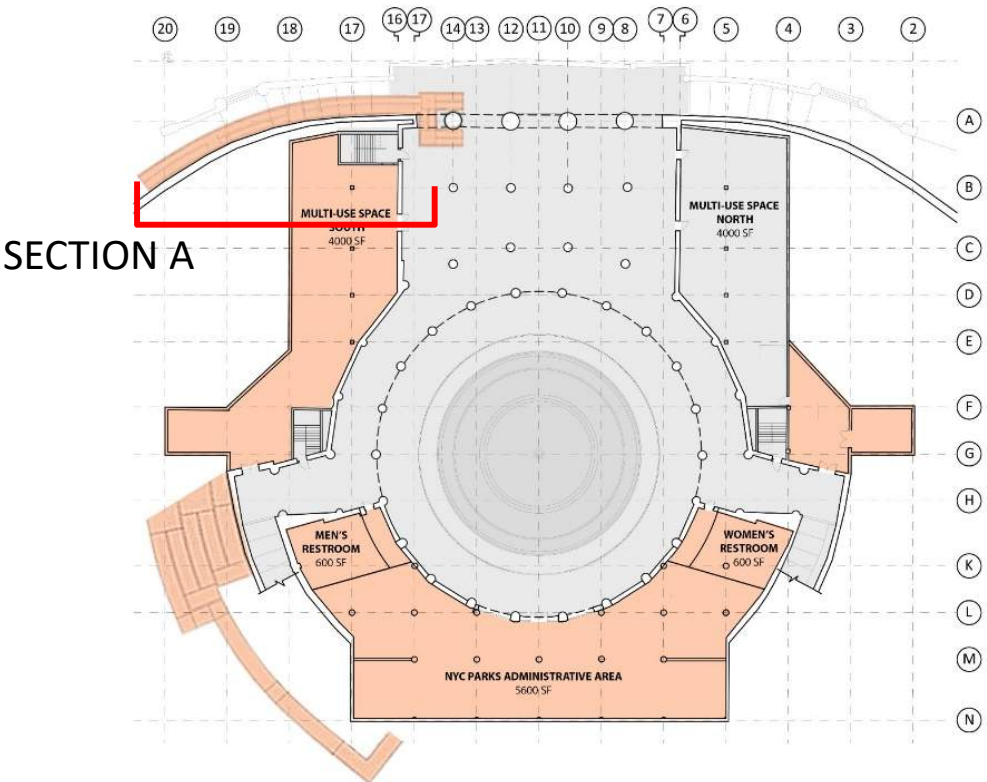 20 19 18 17 16 17 14 13 12 11 10 9 8 7 6 5 4 3 2
A
B
MULTI-USE SPACE
SOUTH
4000 SF
MULTI-USE SPACE
NORTH
4000 SF
SECTION A
C
D
E
F
G
H
MEN'S
RESTROOM
600 SF
WOMEN'S
RESTROOM
600 SF
K
L
M
NYC PARKS ADMINISTRATIVE AREA
5600 SF
N